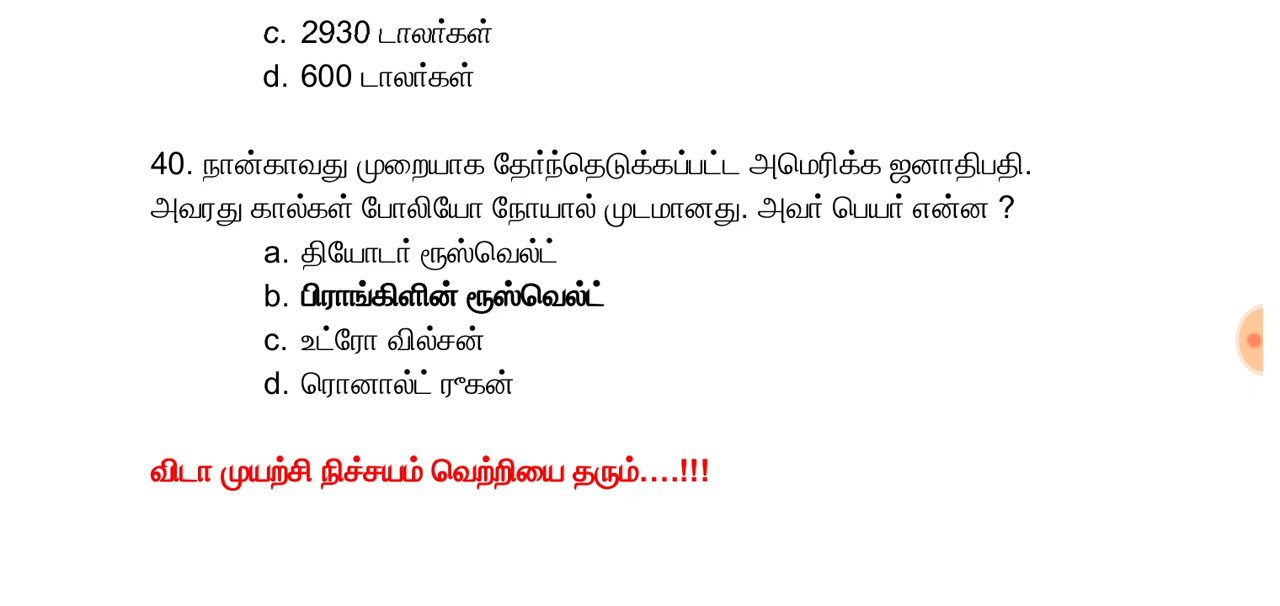 c. 2930 டாலர்கள்
d. 600 டாலர்கள்
40. நான்காவது முறையாக தேர்ந்தெடுக்கப்பட்ட அமெரிக்க ஜனாதிபதி.
அவரது கால்கள் போலியோ நோயால் முடமானது. அவர் பெயர் என்ன ?
a. தியோடர் ரூஸ்வெல்ட்
b. பிராங்கிளின் ரூஸ்வெல்ட்
c. உட்ரோ வில்சன்
d. ரொனால்ட் ரீகன்
விடா முயற்சி நிச்சயம் வெற்றியை தரும்....!!!